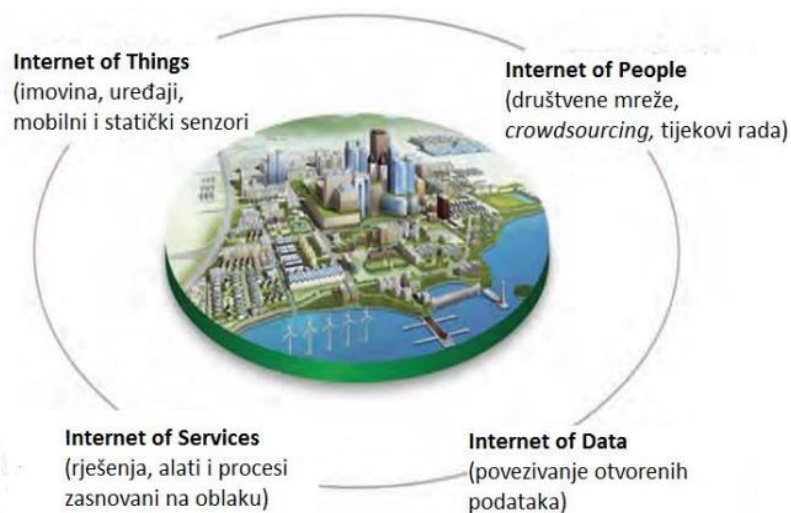 Internet of Things
(imovina, uređaji,
mobilni i statički senzori
Internet of People
(društvene mreže,
crowdsourcing, tijekovi rada)
Internet of Services
(rješenja, alati i procesi
zasnovani na oblaku)
Internet of Data
(povezivanje otvorenih
podataka)